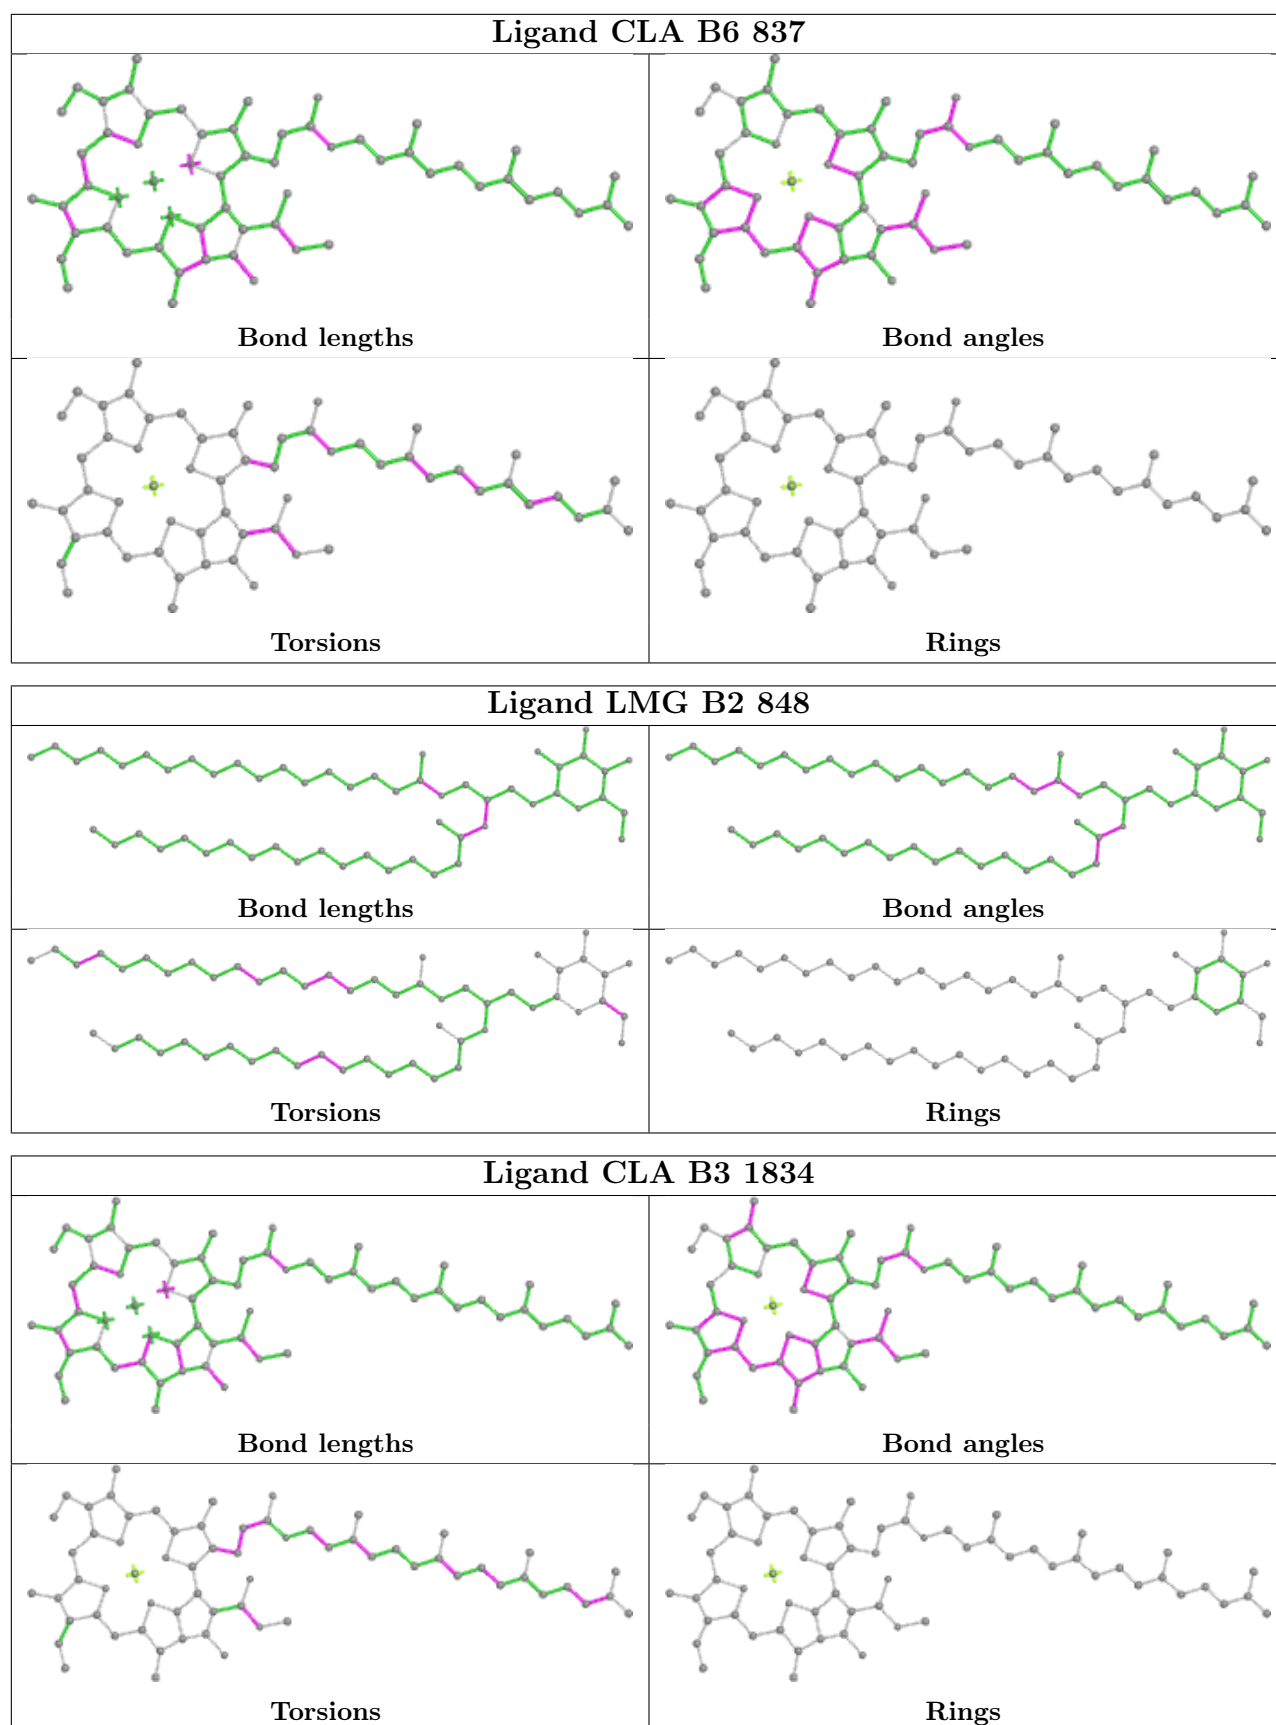 Ligand CLA B6 837
Bond lengths
Bond angles
Torsions
Rings
Ligand LMG B2 848
Bond lengths
Bond angles
Torsions
Rings
Ligand CLA B3 1834
Bond lengths
Bond angles
Torsions
Rings